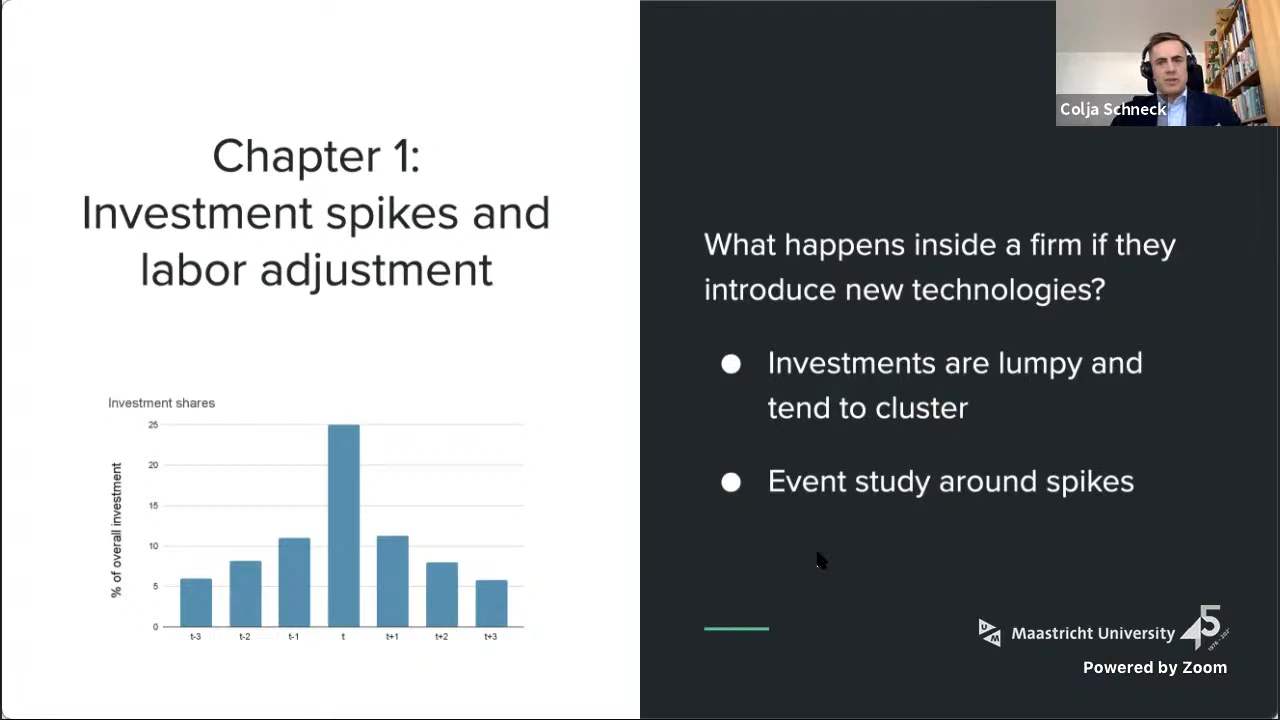 Chapter 1:
Investment spikes and
labor adjustment
Investment shares
% of overall investment
25
20
15
10
5
0
t-3 t-2 t-1 t t+1 t+2 t+3
What happens inside a firm if they
introduce new technologies?
● Investments are lumpy and
tend to cluster
● Event study around spikes
Colja Schneck
UM
Maastricht University
45
Powered by Zoom